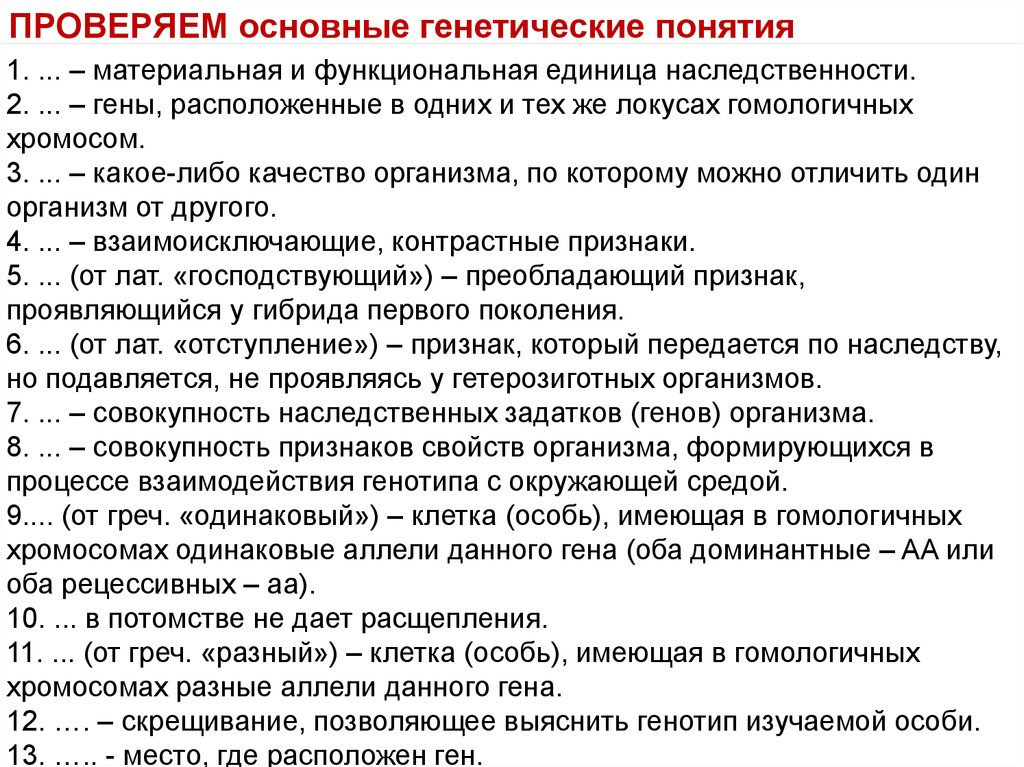 ПРОВЕРЯЕМ основные генетические понятия
1. ... – материальная и функциональная единица наследственности.
2. ... – гены, расположенные в одних и тех же локусах гомологичных
хромосом.
3. ... – какое-либо качество организма, по которому можно отличить один
организм от другого.
4. ... – взаимоисключающие, контрастные признаки.
5. ... (от лат. «господствующий») – преобладающий признак,
проявляющийся у гибрида первого поколения.
6. ... (от лат. «отступление») – признак, который передается по наследству,
но подавляется, не проявляясь у гетерозиготных организмов.
7. ... – совокупность наследственных задатков (генов) организма.
8. ... – совокупность признаков свойств организма, формирующихся в
процессе взаимодействия генотипа с окружающей средой.
9.... (от греч. «одинаковый») – клетка (особь), имеющая в гомологичных
хромосомах одинаковые аллели данного гена (оба доминантные – АА или
оба рецессивных – аа).
10. ... в потомстве не дает расщепления.
11. ... (от греч. «разный») – клетка (особь), имеющая в гомологичных
хромосомах разные аллели данного гена.
12. …. – скрещивание, позволяющее выяснить генотип изучаемой особи.
13. ….. - место, где расположен ген.